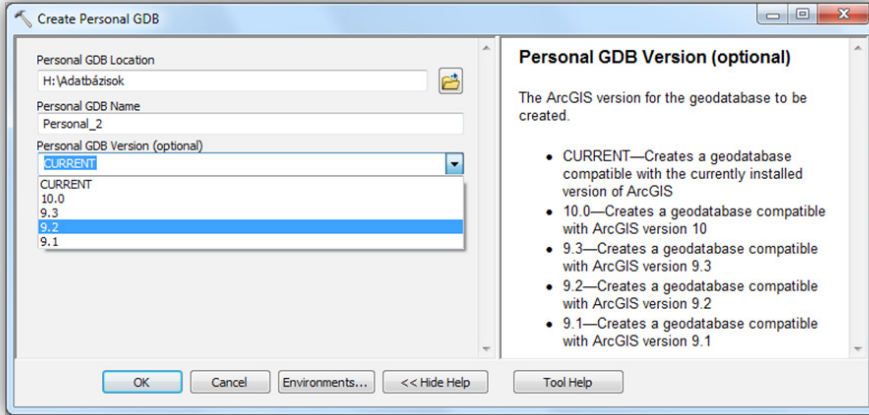 Create Personal GDB
Personal GDB Location
H:\Adatbázisok
Personal GDB Name
Personal_2
Personal GDB Version (optional)
CURRENT
CURRENT
10.0
9.3
9.2
9.1
Personal GDB Version (optional)
The ArcGIS version for the geodatabase to be
created.
• CURRENT—Creates a geodatabase
compatible with the currently installed
version of ArcGIS
• 10.0—Creates a geodatabase compatible
with ArcGIS version 10
• 9.3—Creates a geodatabase compatible
with ArcGIS version 9.3
• 9.2—Creates a geodatabase compatible
with ArcGIS version 9.2
• 9.1—Creates a geodatabase compatible
with ArcGIS version 9.1
OK
Cancel
Environments...
<< Hide Help
Tool Help